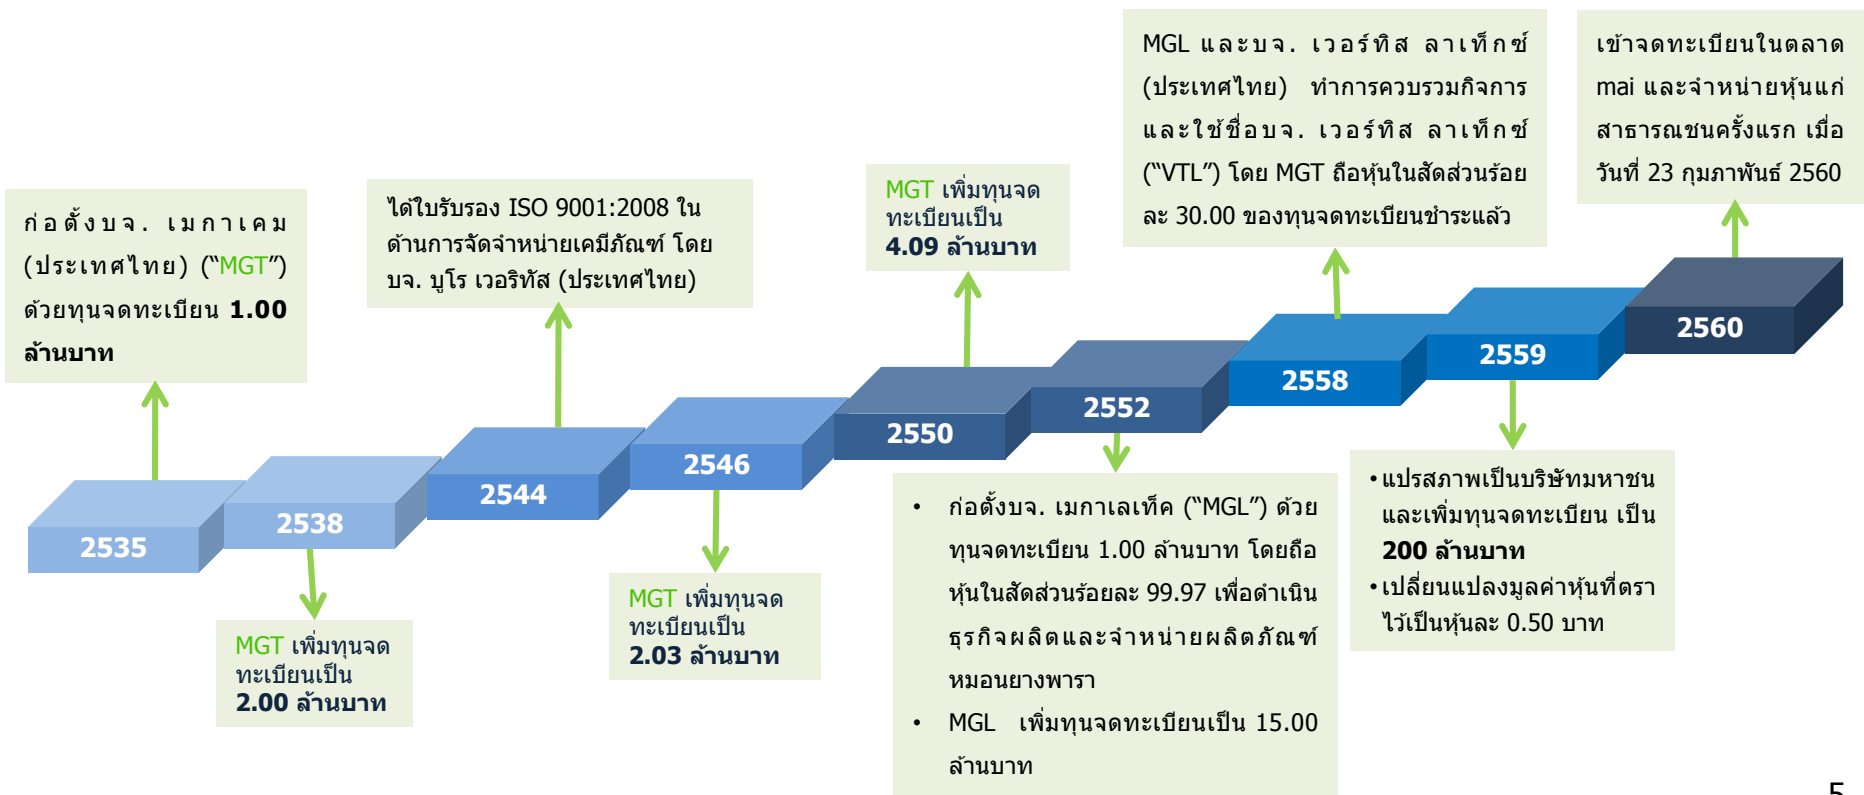 ก่อตั้งบจ. เมกาเคม
(ประเทศไทย) (“MGT”)
ด้วยทุนจดทะเบียน 1.00
ล้านบาท
2535
2538
MGT เพิ่มทุนจด
ทะเบียนเป็น
2.00 ล้านบาท
ได้ใบรับรอง ISO 9001:2008 ใน
ด้านการจัดจำหน่ายเคมีภัณฑ์ โดย
บจ. บูโร เวอริทัส (ประเทศไทย)
2544
2546
MGT เพิ่มทุนจด
ทะเบียนเป็น
2.03 ล้านบาท
MGT เพิ่มทุนจด
ทะเบียนเป็น
4.09 ล้านบาท
2550
2552
• ก่อตั้งบจ. เมกาเลเท็ค (“MGL”) ด้วย
ทุนจดทะเบียน 1.00 ล้านบาท โดยถือ
หุ้นในสัดส่วนร้อยละ 99.97 เพื่อดำเนิน
ธุรกิจผลิตและจำหน่ายผลิตภัณฑ์
หมอนยางพารา
• MGL เพิ่มทุนจดทะเบียนเป็น 15.00
ล้านบาท
MGL และบจ. เวอร์ทิส ลาเท็กซ์
(ประเทศไทย) ทำการควบรวมกิจการ
และใช้ชื่อบจ. เวอร์ทิส ลาเท็กซ์
(“VTL”) โดย MGT ถือหุ้นในสัดส่วนร้อย
ละ 30.00 ของทุนจดทะเบียนชำระแล้ว
2558
2559
• แปรสภาพเป็นบริษัทมหาชน
และเพิ่มทุนจดทะเบียน เป็น
200 ล้านบาท
• เปลี่ยนแปลงมูลค่าหุ้นที่ตรา
ไว้เป็นหุ้นละ 0.50 บาท
เข้าจดทะเบียนในตลาด
mai และจำหน่ายหุ้นแก่
สาธารณชนครั้งแรก เมื่อ
วันที่ 23 กุมภาพันธ์ 2560
2560
5